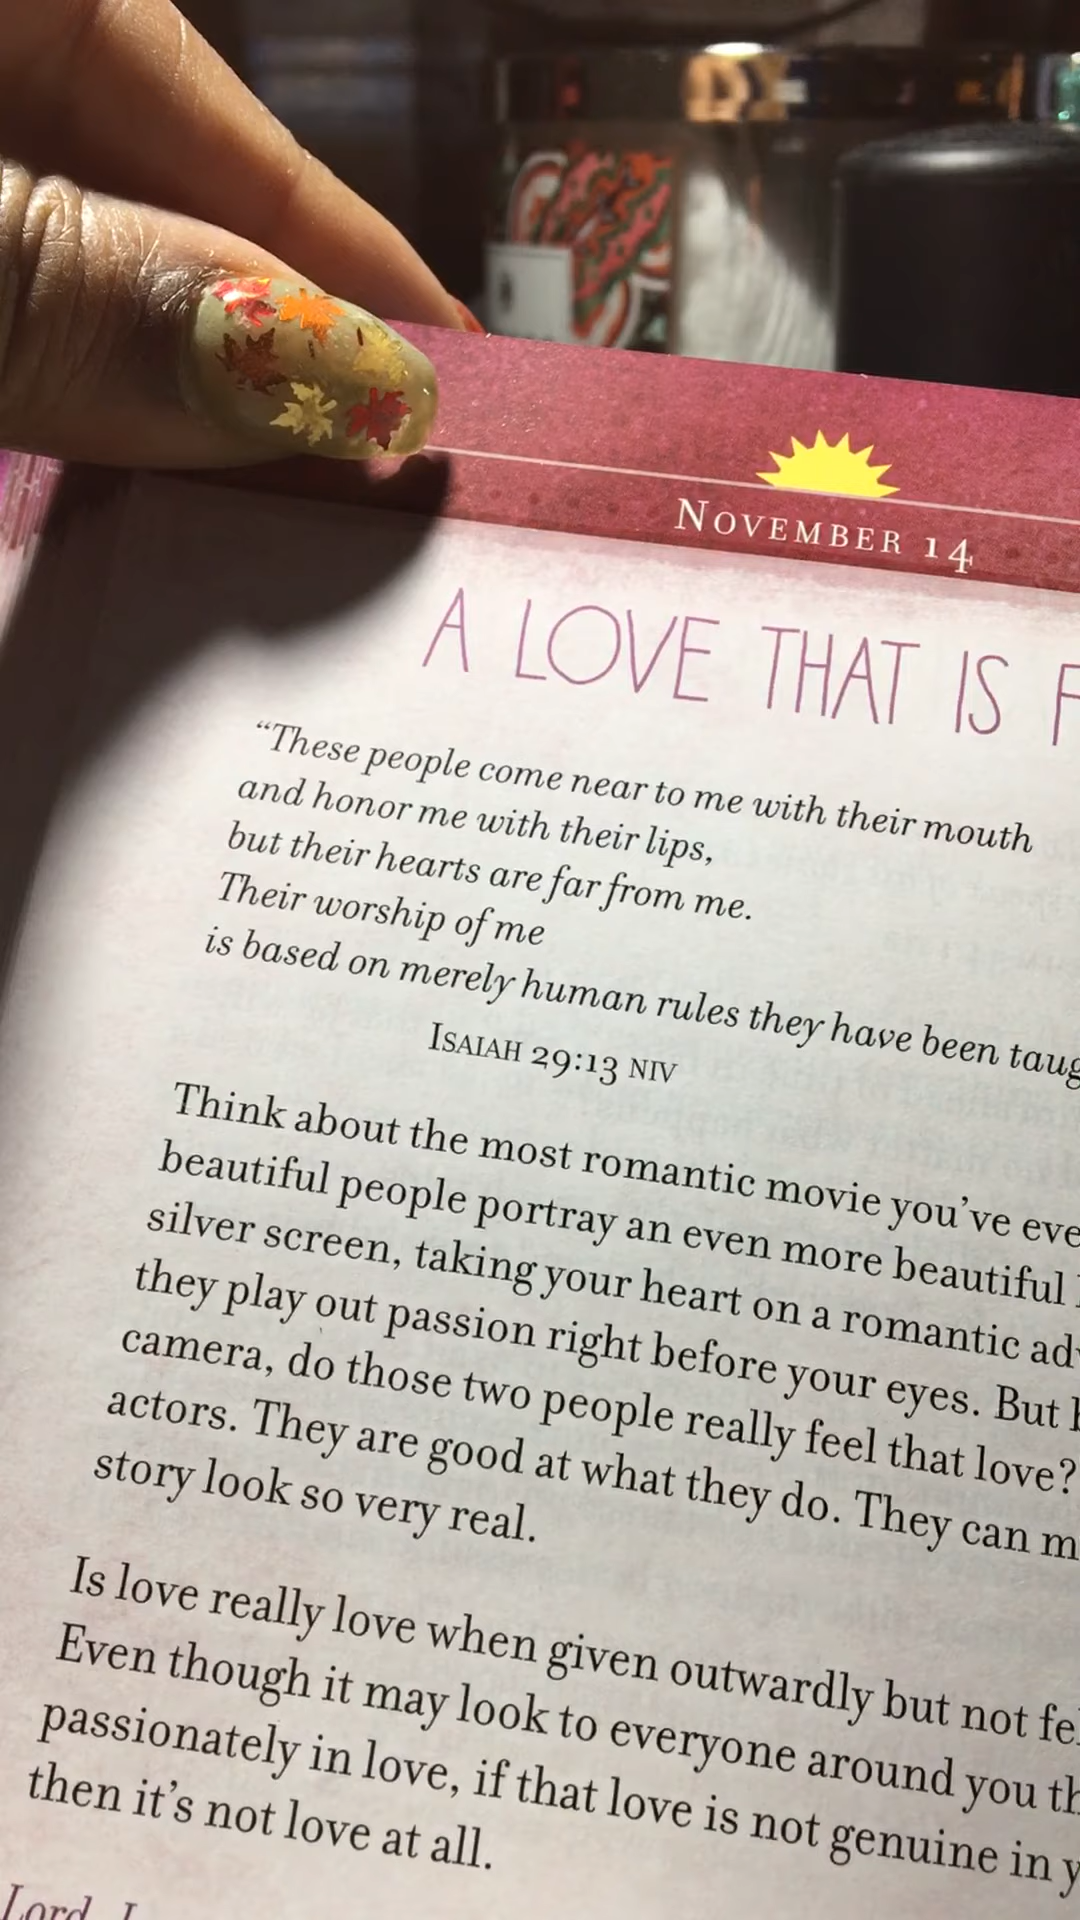 NOVEMBER 14
A LOVE THAT IS
“These people come near to me with their mouth
and honor me with their lips,
but their hearts are far from me.
Their worship of me
is based on merely human rules they have been
ISAIAH 29:13 NIV
Think about the most romantic movie you’ve
beautiful people portray an even more beautiful
silver screen, taking your heart on a romantic
they play out passion right before your eyes. But
camera, do those two people really feel that love?
actors. They are good at what they do. They can
story look so very real.
Is love really love when given outwardly but not
Even though it may look to everyone around you
passionately in love, if that love is not genuine in
then it’s not love at all.
Lord, I